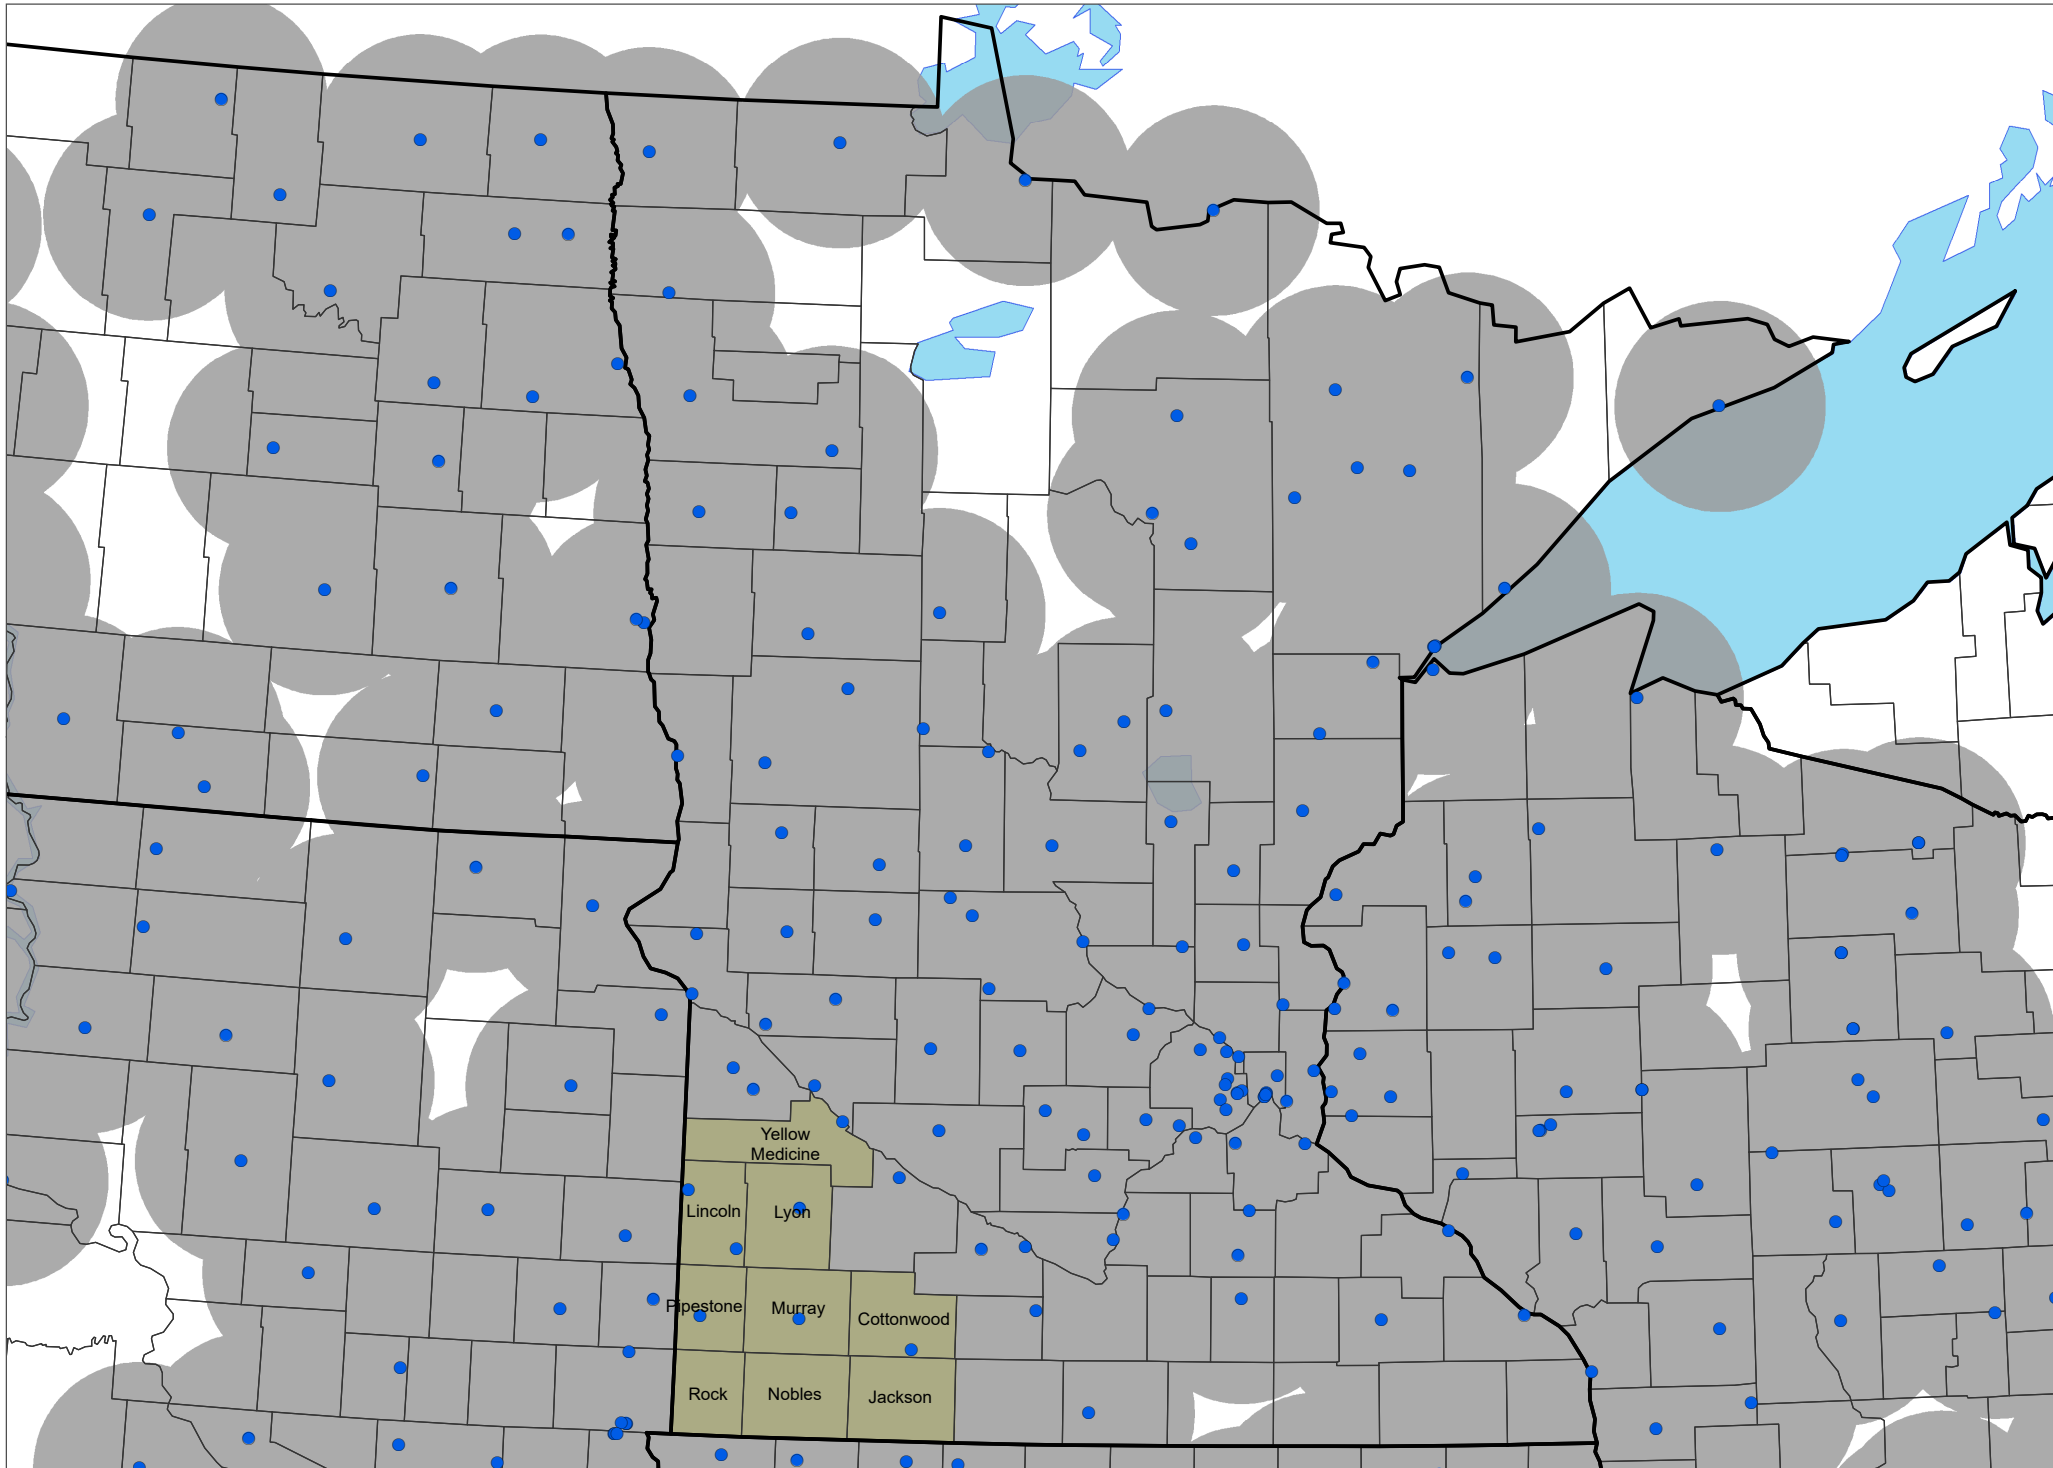 Yellow
Medicine
Lincoln
Lyon
Pipestone
Murray
Cottonwood
Rock
Nobles
Jackson